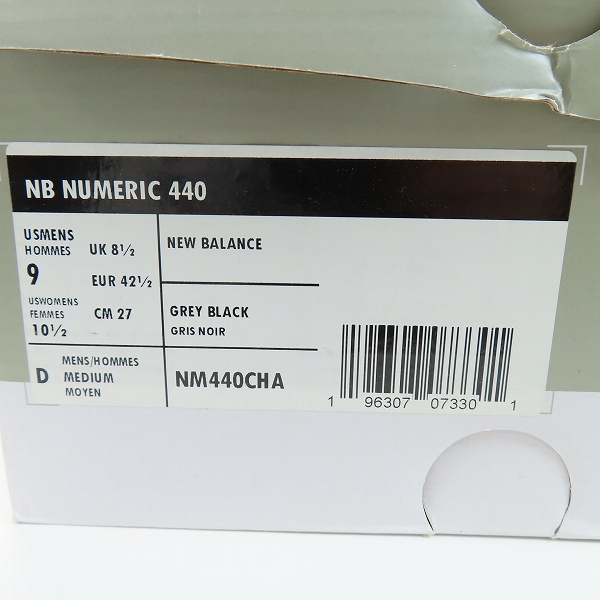 NB NUMERIC 440
USMENS
HOMMES
9
UK 8½
EUR 42½
USWOMENS
FEMMES
10½
CM 27
NEW BALANCE
GREY BLACK
GRIS NOIR
D
MENS/HOMMES
MEDIUM
MOYEN
NM440CHA
1 96307 07330 1